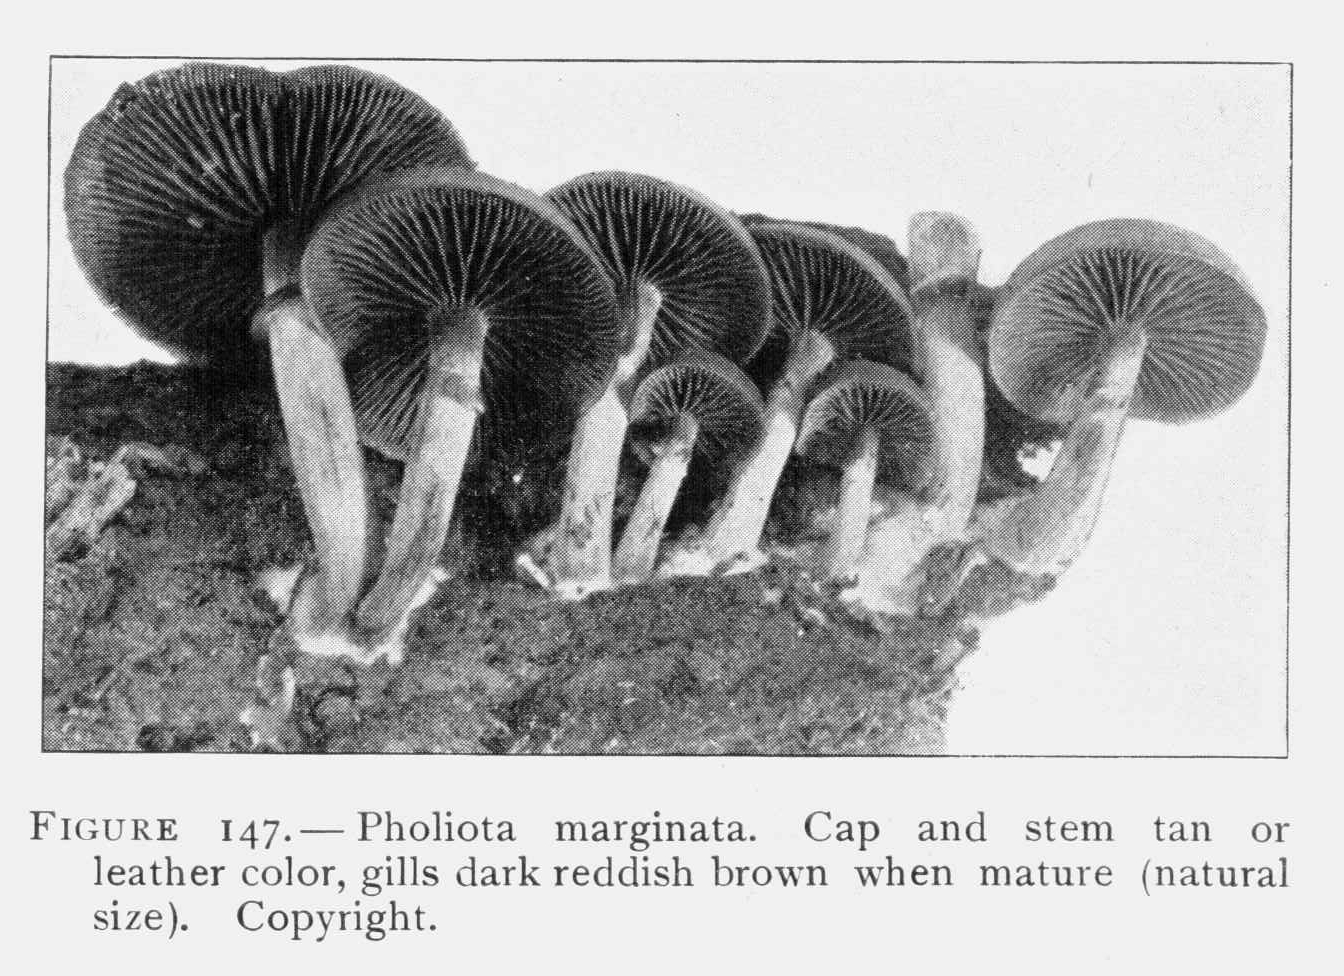 FIGURE 147.— Pholiota marginata. Cap and stem tan or
leather color, gills dark reddish brown when mature (natural
size). Copyright.